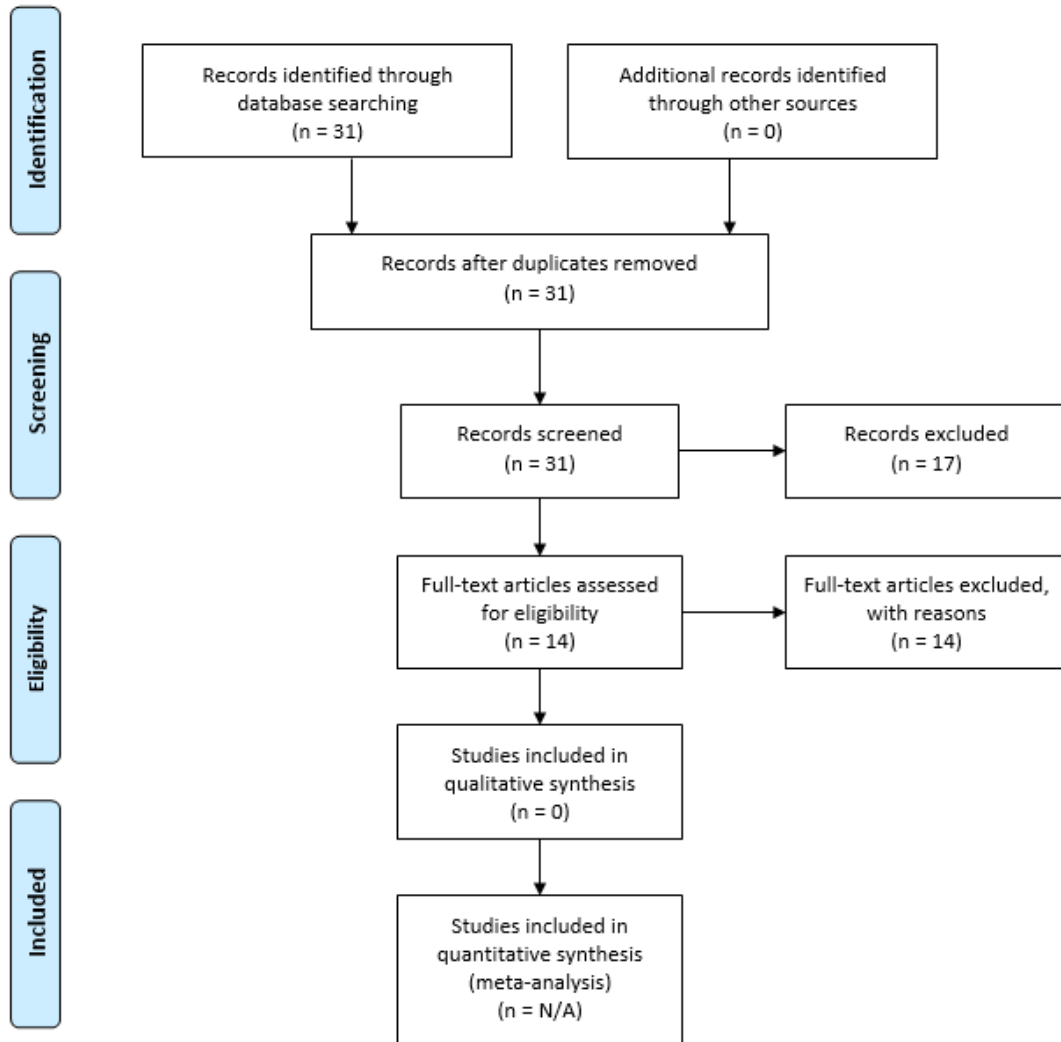 Identification
Records identified through
database searching
(n = 31)
Additional records identified
through other sources
(n = 0)
Records after duplicates removed
(n = 31)
Screening
Records screened
(n = 31)
Records excluded
(n = 17)
Eligibility
Full-text articles assessed
for eligibility
(n = 14)
Full-text articles excluded,
with reasons
(n = 14)
Studies included in
qualitative synthesis
(n = 0)
Included
Studies included in
quantitative synthesis
(meta-analysis)
(n = N/A)